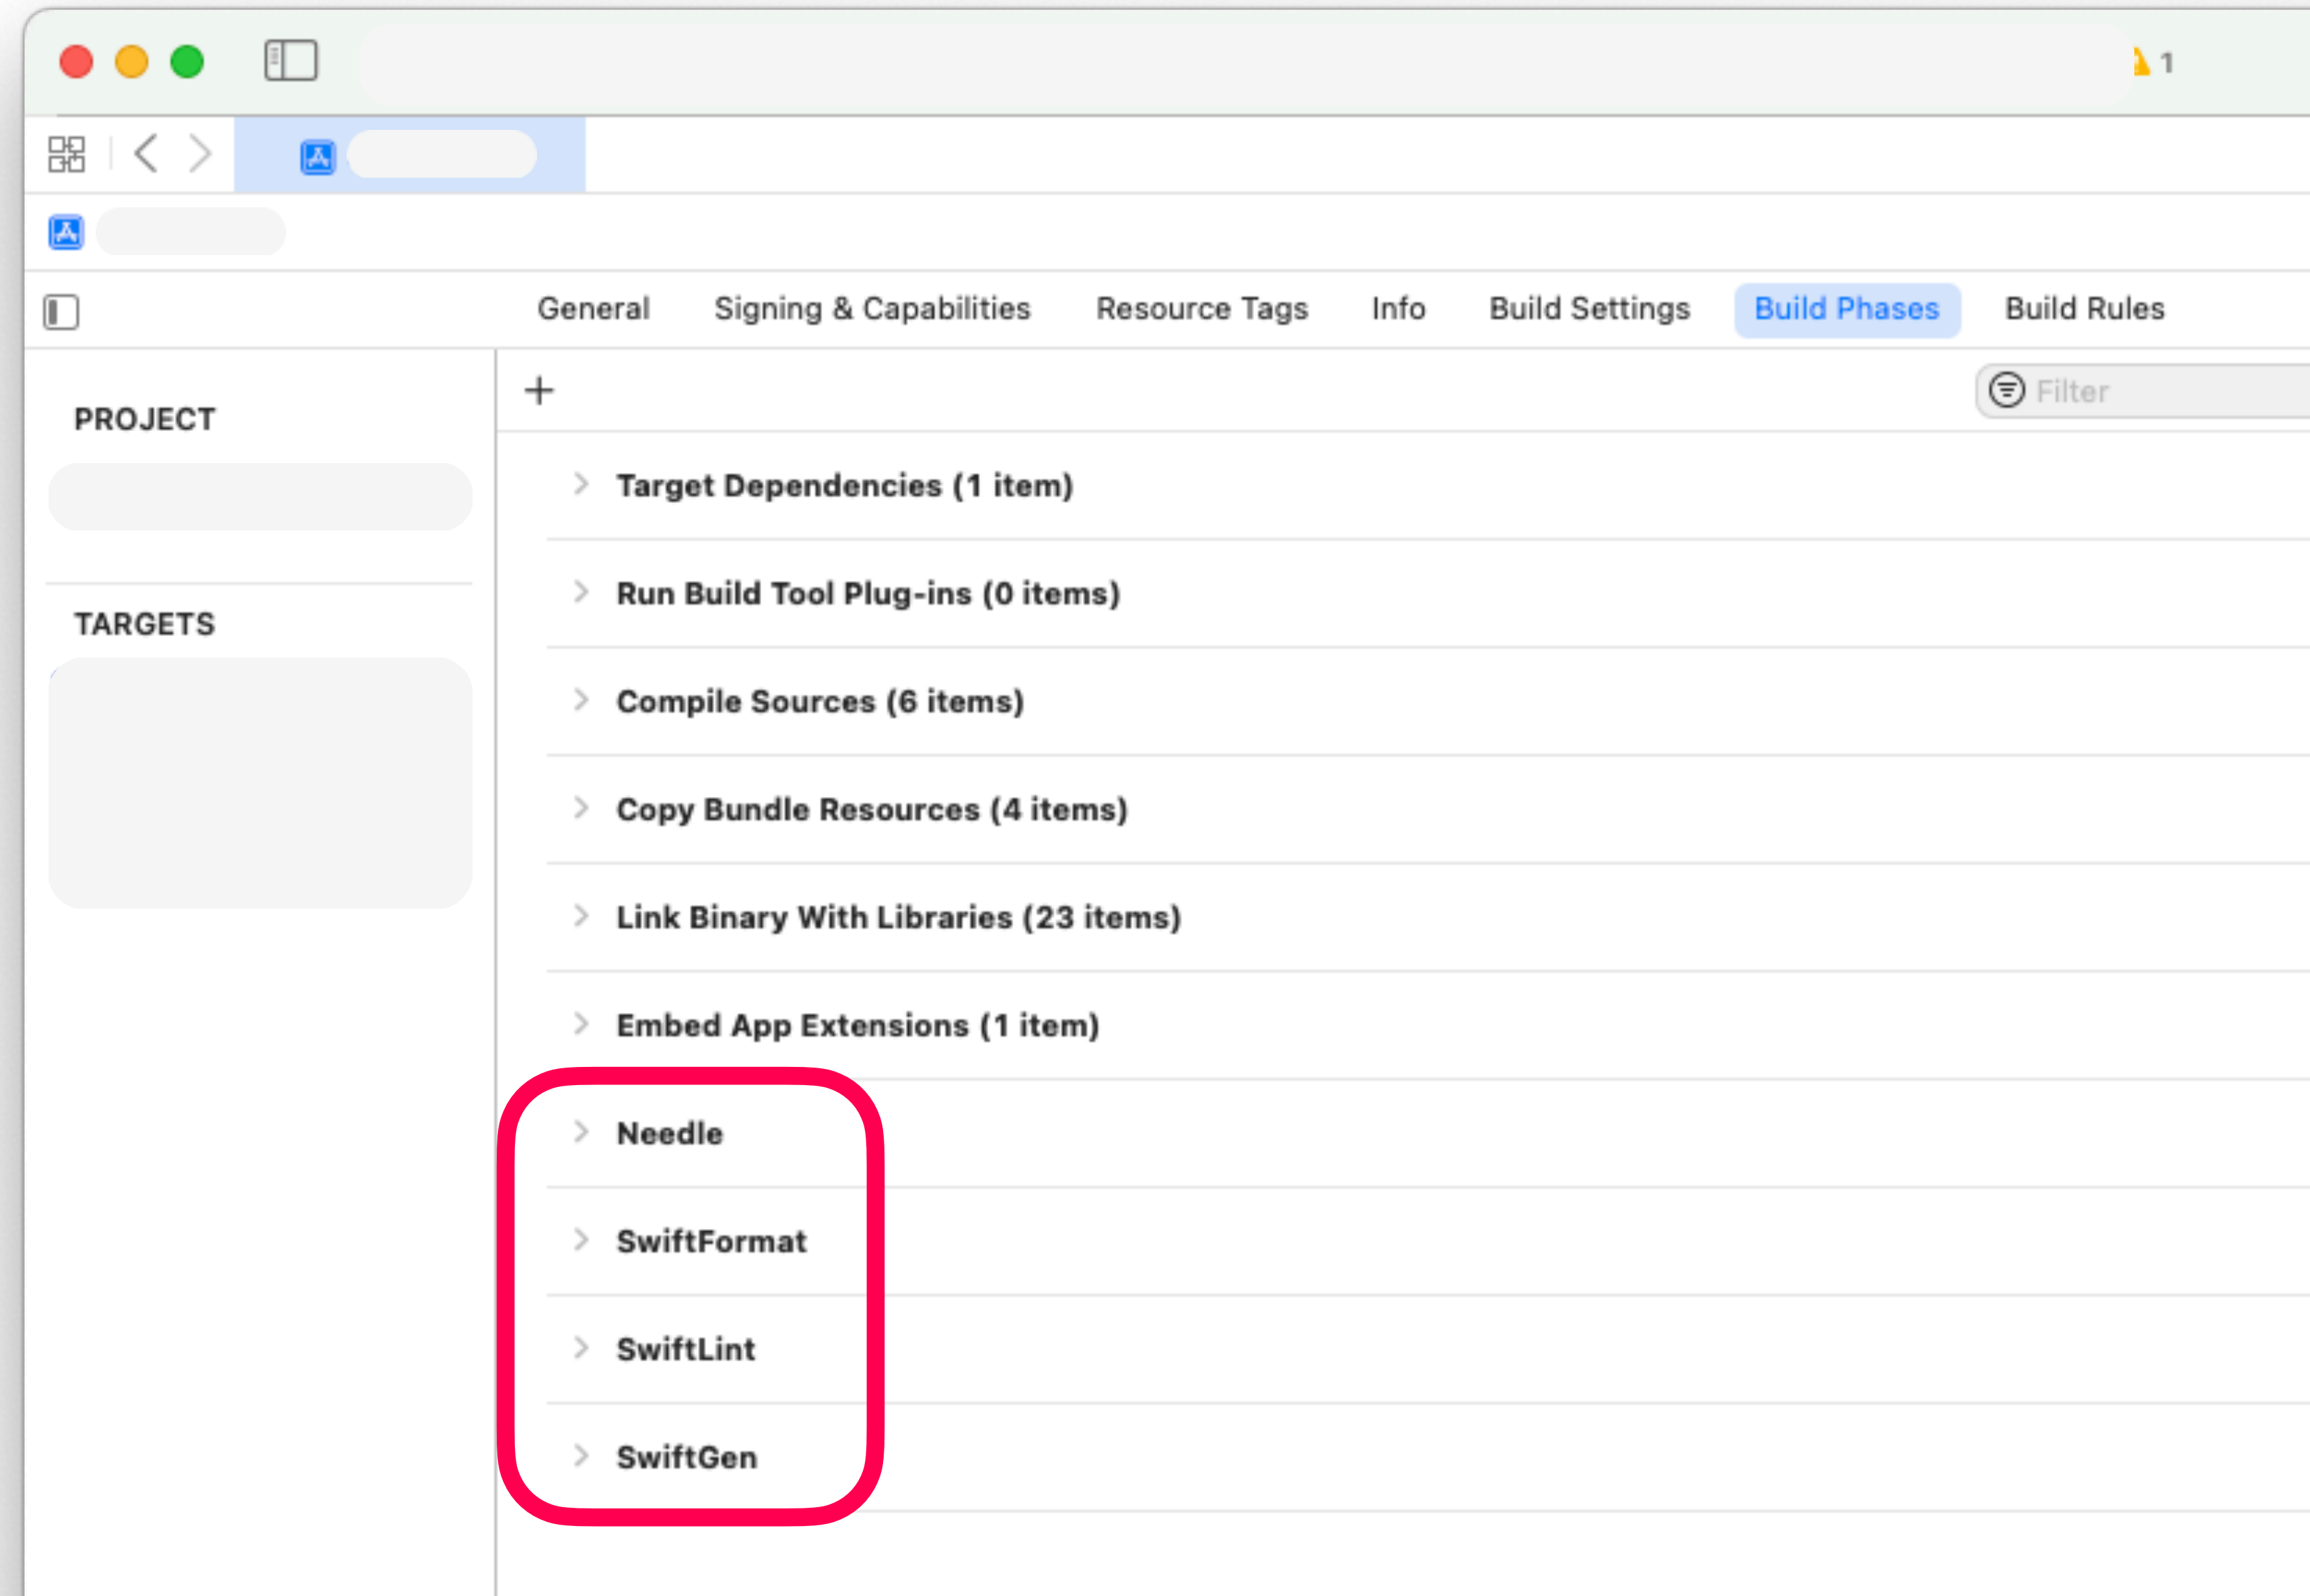 1
General Signing & Capabilities Resource Tags Info Build Settings Build Phases Build Rules
PROJECT
Filter
Target Dependencies (1 item)
Run Build Tool Plug-ins (0 items)
TARGETS
Compile Sources (6 items)
Copy Bundle Resources (4 items)
Link Binary With Libraries (23 items)
Embed App Extensions (1 item)
Needle
SwiftFormat
SwiftLint
SwiftGen